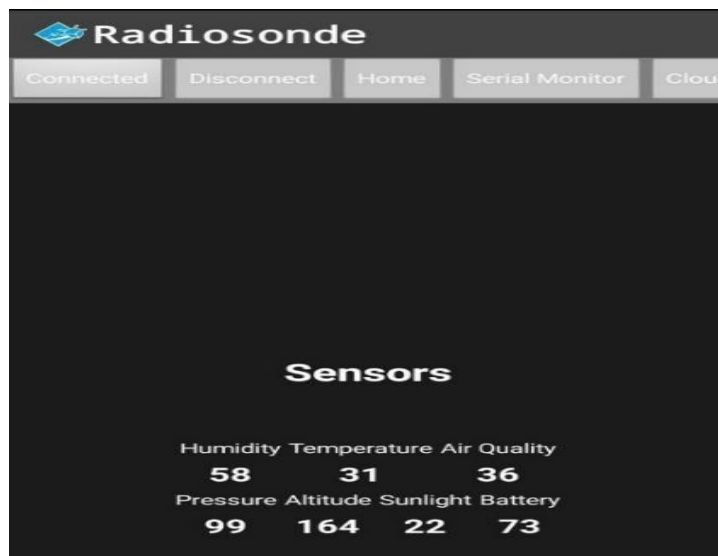 Radiosonde
Connected Disconnect Home Serial Monitor Clou
Sensors
Humidity Temperature Air Quality
58 31 36
Pressure Altitude Sunlight Battery
99 164 22 73